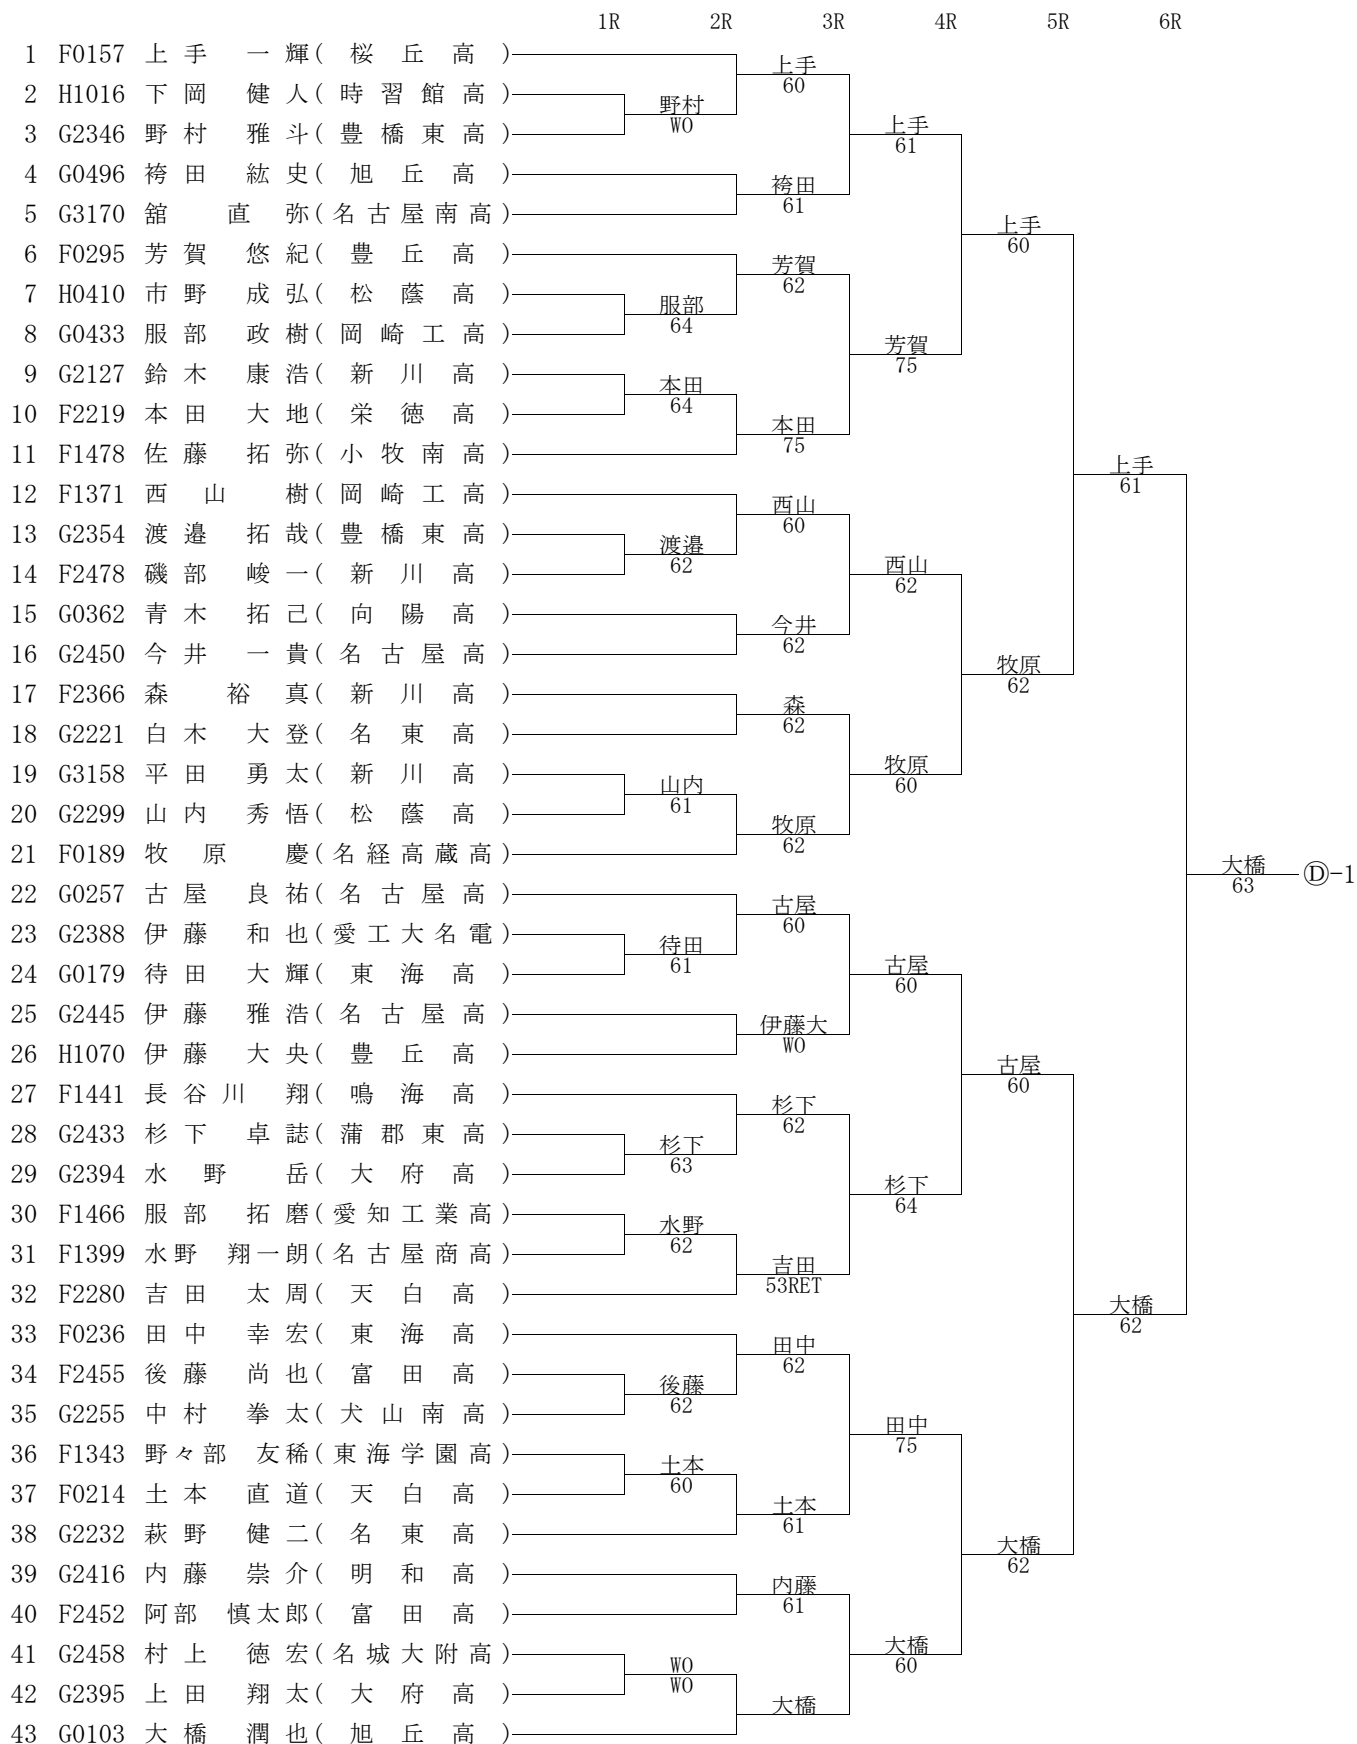 1R 2R 3R 4R 5R 6R
1 F0157 上手 一輝(桜丘高)
2 H1016 下岡 健人(時習館高)
3 G2346 野村 雅斗(豊橋東高)
4 G0496 袴田 紘史(旭丘高)
5 G3170 舘 直弥(名古屋南高)
6 F0295 芳賀 悠紀(豊丘高)
7 H0410 市野 成弘(松蔭高)
8 G0433 服部 政樹(岡崎工高)
9 G2127 鈴木 康浩(新川高)
10 F2219 本田 大地(栄徳高)
11 F1478 佐藤 拓弥(小牧南高)
12 F1371 西山 樹(岡崎工高)
13 G2354 渡邉 拓哉(豊橋東高)
14 F2478 磯部 峻一(新川高)
15 G0362 青木 拓己(向陽高)
16 G2450 今井 一貴(名古屋高)
17 F2366 森 裕真(新川高)
18 G2221 白木 大登(名東高)
19 G3158 平田 勇太(新川高)
20 G2299 山内 秀悟(松蔭高)
21 F0189 牧原 慶(名経高蔵高)
22 G0257 古屋 良祐(名古屋高)
23 G2388 伊藤 和也(愛工大名電)
24 G0179 待田 大輝(東海高)
25 G2445 伊藤 雅浩(名古屋高)
26 H1070 伊藤 大央(豊丘高)
27 F1441 長谷川 翔(鳴海高)
28 G2433 杉下 卓誌(蒲郡東高)
29 G2394 水野 岳(大府高)
30 F1466 服部 拓磨(愛知工業高)
31 F1399 水野 翔一朗(名古屋商高)
32 F2280 吉田 太周(天白高)
33 F0236 田中 幸宏(東海高)
34 F2455 後藤 尚也(富田高)
35 G2255 中村 拳太(犬山南高)
36 F1343 野々部 友稀(東海学園高)
37 F0214 土本 直道(天白高)
38 G2232 萩野 健二(名東高)
39 G2416 内藤 崇介(明和高)
40 F2452 阿部 慎太郎(富田高)
41 G2458 村上 徳宏(名城大附高)
42 G2395 上田 翔太(大府高)
43 G0103 大橋 潤也(旭丘高)
野村
WO
服部
64
本田
64
渡邉
62
山内
61
待田
61
杉下
63
水野
62
後藤
62
土本
60
WO
WO
上手
60
袴田
61
芳賀
62
本田
75
西山
60
今井
62
森
62
牧原
62
古屋
60
伊藤大
WO
杉下
62
吉田
53RET
田中
62
土本
61
内藤
61
大橋
上手
61
芳賀
75
西山
62
牧原
60
古屋
60
杉下
64
田中
75
大橋
60
上手
60
牧原
62
古屋
60
大橋
62
上手
61
大橋
62
大橋
63
Ⓓ-1